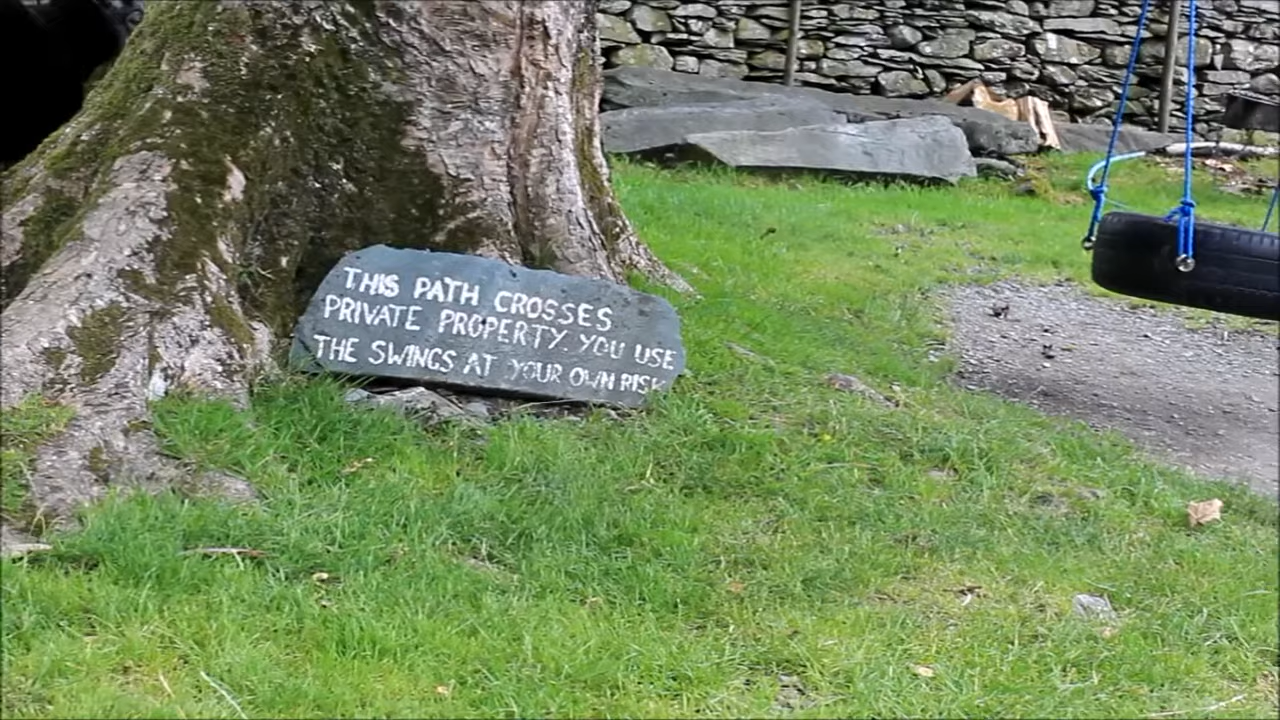 THIS PATH CROSSES
PRIVATE PROPERTY. YOU USE
THE SWINGS AT YOUR OWN RISK